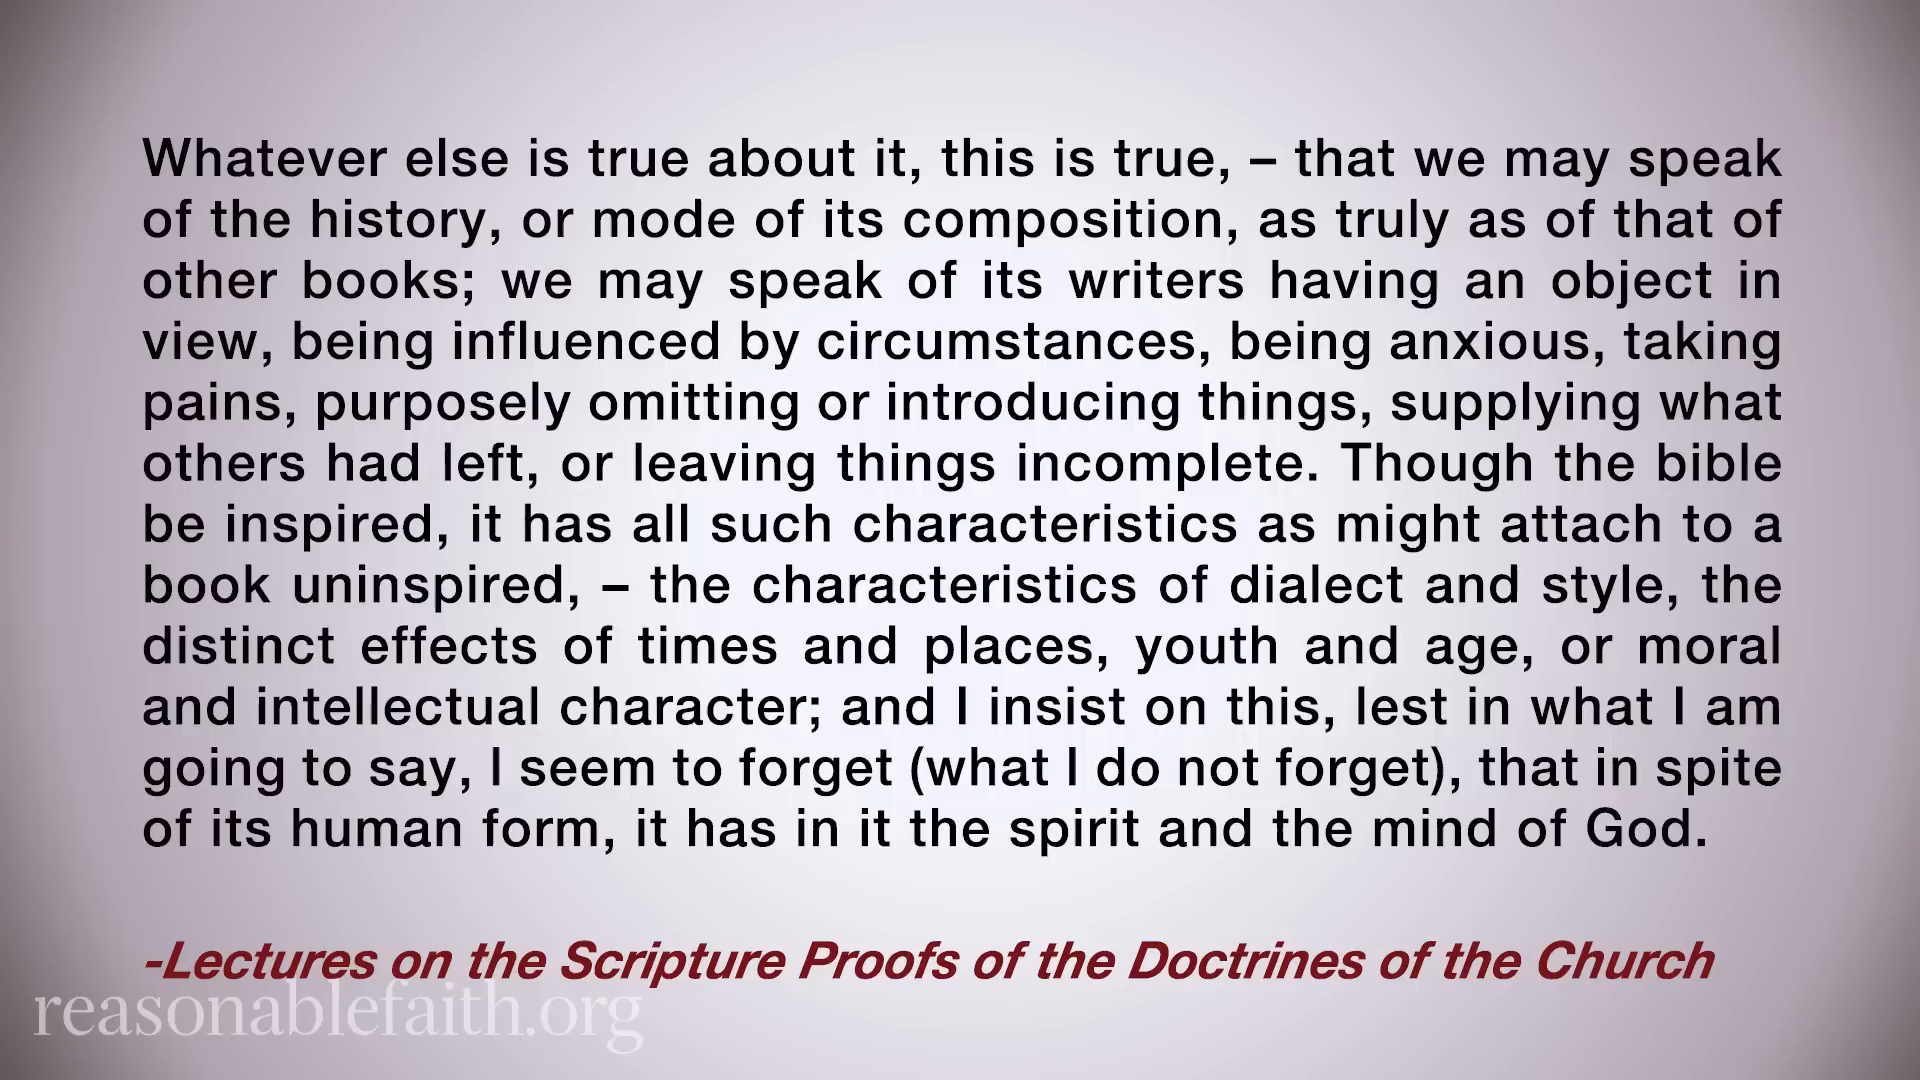 Whatever else is true about it, this is true, – that we may speak
of the history, or mode of its composition, as truly as of that of
other books; we may speak of its writers having an object in
view, being influenced by circumstances, being anxious, taking
pains, purposely omitting or introducing things, supplying what
others had left, or leaving things incomplete. Though the bible
be inspired, it has all such characteristics as might attach to a
book uninspired, – the characteristics of dialect and style, the
distinct effects of times and places, youth and age, or moral
and intellectual character; and I insist on this, lest in what I am
going to say, I seem to forget (what I do not forget), that in spite
of its human form, it has in it the spirit and the mind of God.
-Lectures on the Scripture Proofs of the Doctrines of the Church
reasonablefaith.org